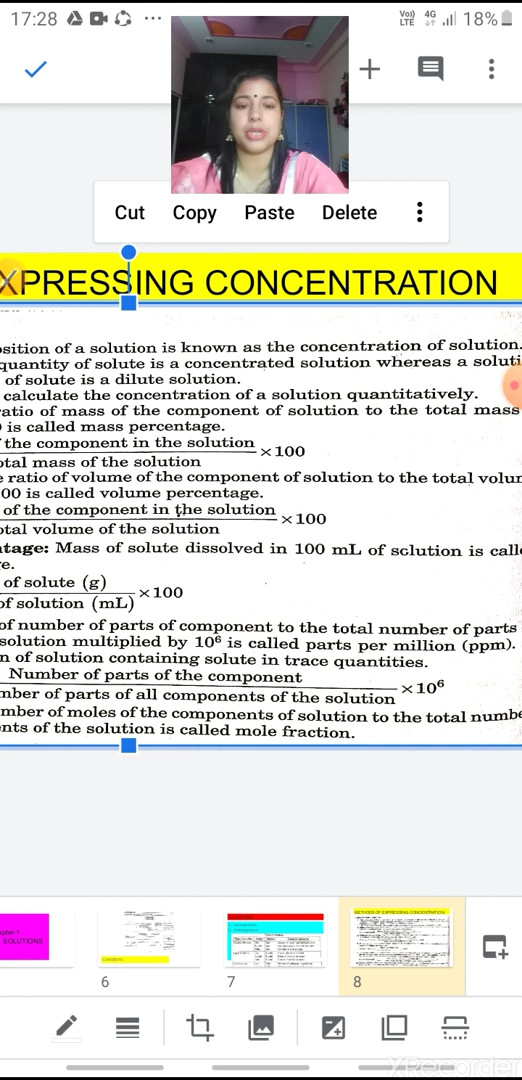 17:28 Vo) LTE 4G 18%
Cut Copy Paste Delete
XPRESSING CONCENTRATION
osition of a solution is known as the concentration of solution.
quantity of solute is a concentrated solution whereas a soluti
of solute is a dilute solution.
calculate the concentration of a solution quantitatively.
ratio of mass of the component of solution to the total mass
is called mass percentage.
the component in the solution
×100
otal mass of the solution
e ratio of volume of the component of solution to the total volur
00 is called volume percentage.
of the component in the solution
×100
otal volume of the solution
tage: Mass of solute dissolved in 100 mL of solution is calle
e.
of solute (g)
×100
of solution (mL)
of number of parts of component to the total number of parts
solution multiplied by 10⁶ is called parts per million (ppm).
n of solution containing solute in trace quantities.
Number of parts of the component
×10⁶
mber of parts of all components of the solution
mber of moles of the components of solution to the total numbe
nts of the solution is called mole fraction.
apter-1
SOLUTIONS
CONTENTS
METHODS OF EXPRESSING CONCENTRATION
6
7
8
XRecorder